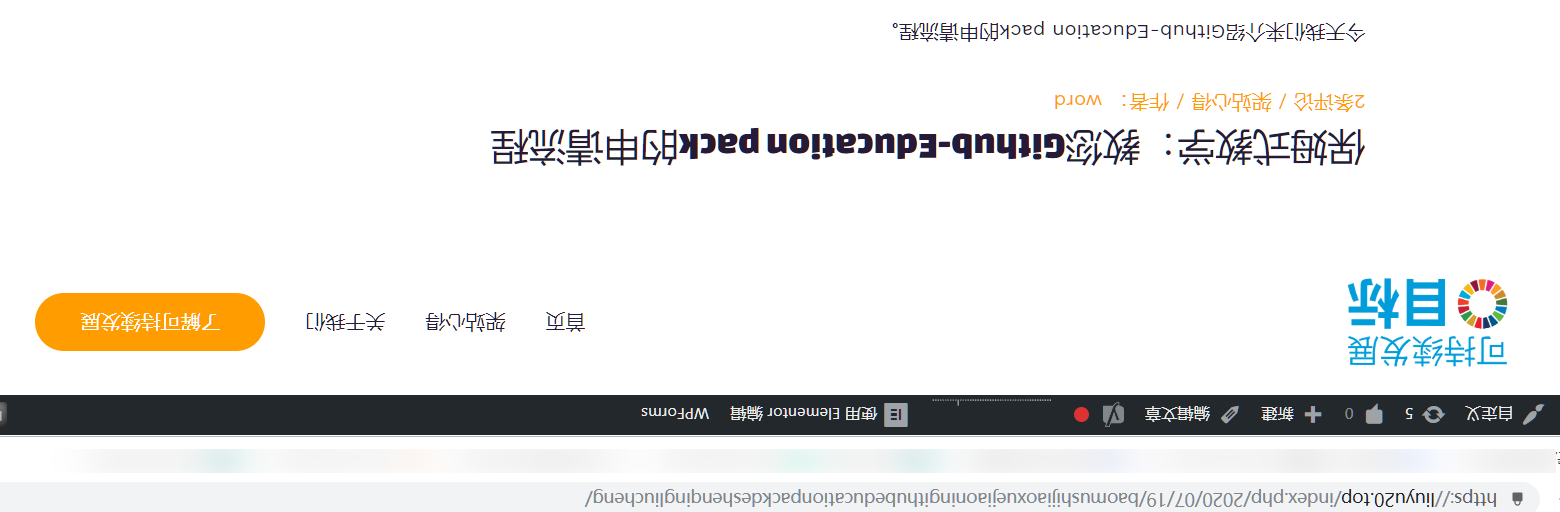 https://liuyu20.top/index.php/2020/07/19/baomushijiaoxuejiaoningithubeducationpackdeshenqingliucheng/
自定义 5 0 新建 编辑文章 使用 Elementor 编辑 WPForms
可持续发展
目标
首页 架站心得 关于我们 了解可持续发展
保姆式教学：教您Github-Education pack的申请流程
2条评论 / 架站心得 / 作者： word
今天我们来介绍Github-Education pack的申请流程。